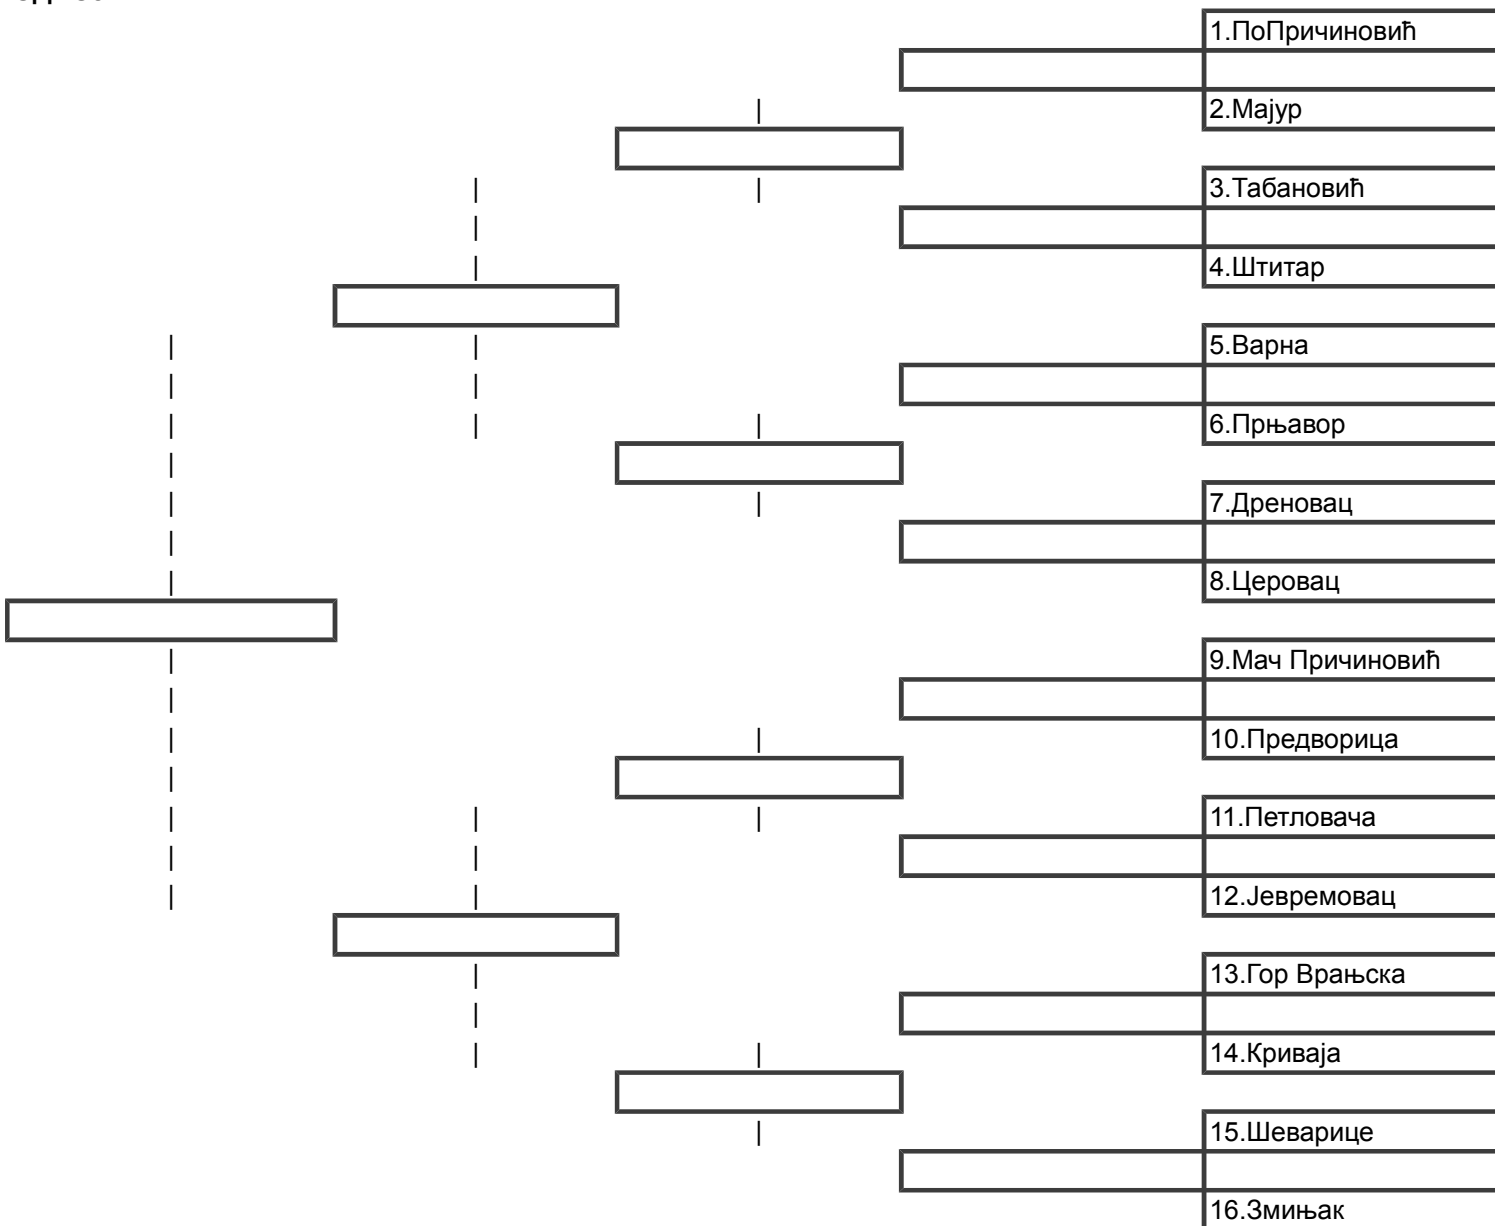 1.ПоПричиновић
2.Мајур
3.Табановић
4.Штитар
5.Варна
6.Прњавор
7.Дреновац
8.Церовац
9.Мач Причиновић
10.Предворица
11.Петловача
12.Јевремовац
13.Гор Врањска
14.Криваја
15.Шеварице
16.Змињак